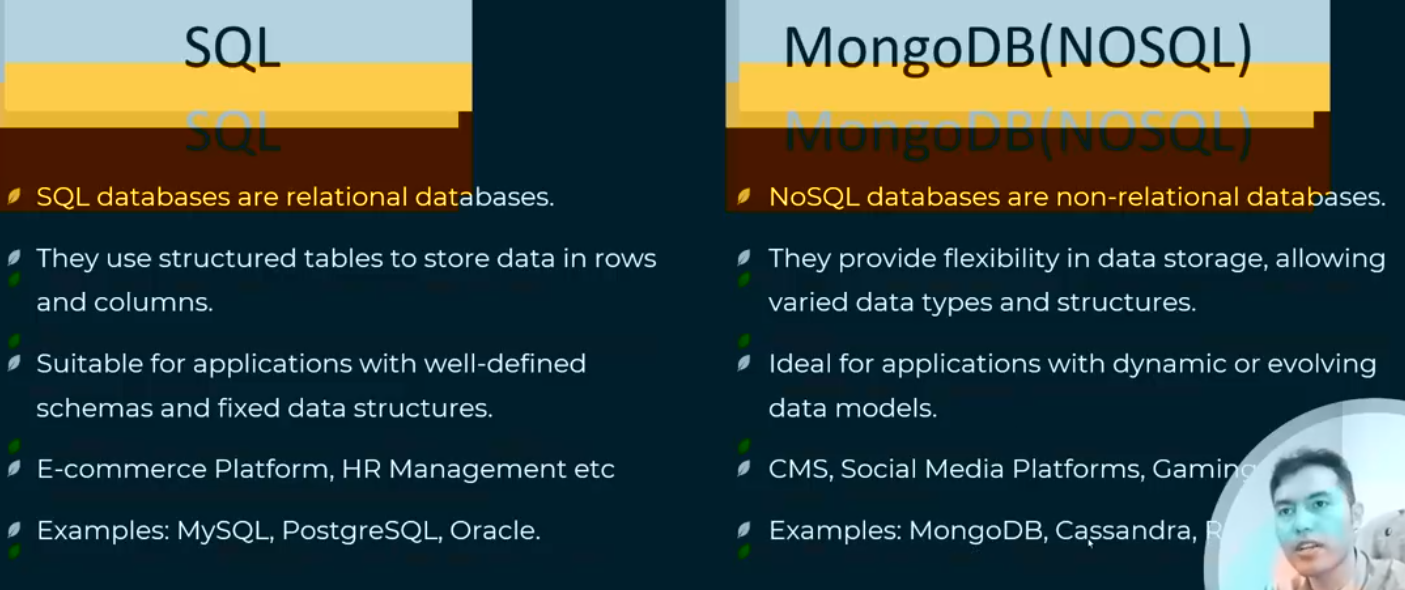 SQL
SQL
SQL databases are relational databases.
They use structured tables to store data in rows
and columns.
Suitable for applications with well-defined
schemas and fixed data structures.
E-commerce Platform, HR Management etc
Examples: MySQL, PostgreSQL, Oracle.
MongoDB(NOSQL)
MongoDB(NOSQL)
NoSQL databases are non-relational databases.
They provide flexibility in data storage, allowing
varied data types and structures.
Ideal for applications with dynamic or evolving
data models.
CMS, Social Media Platforms, Gaming
Examples: MongoDB, Cassandra,